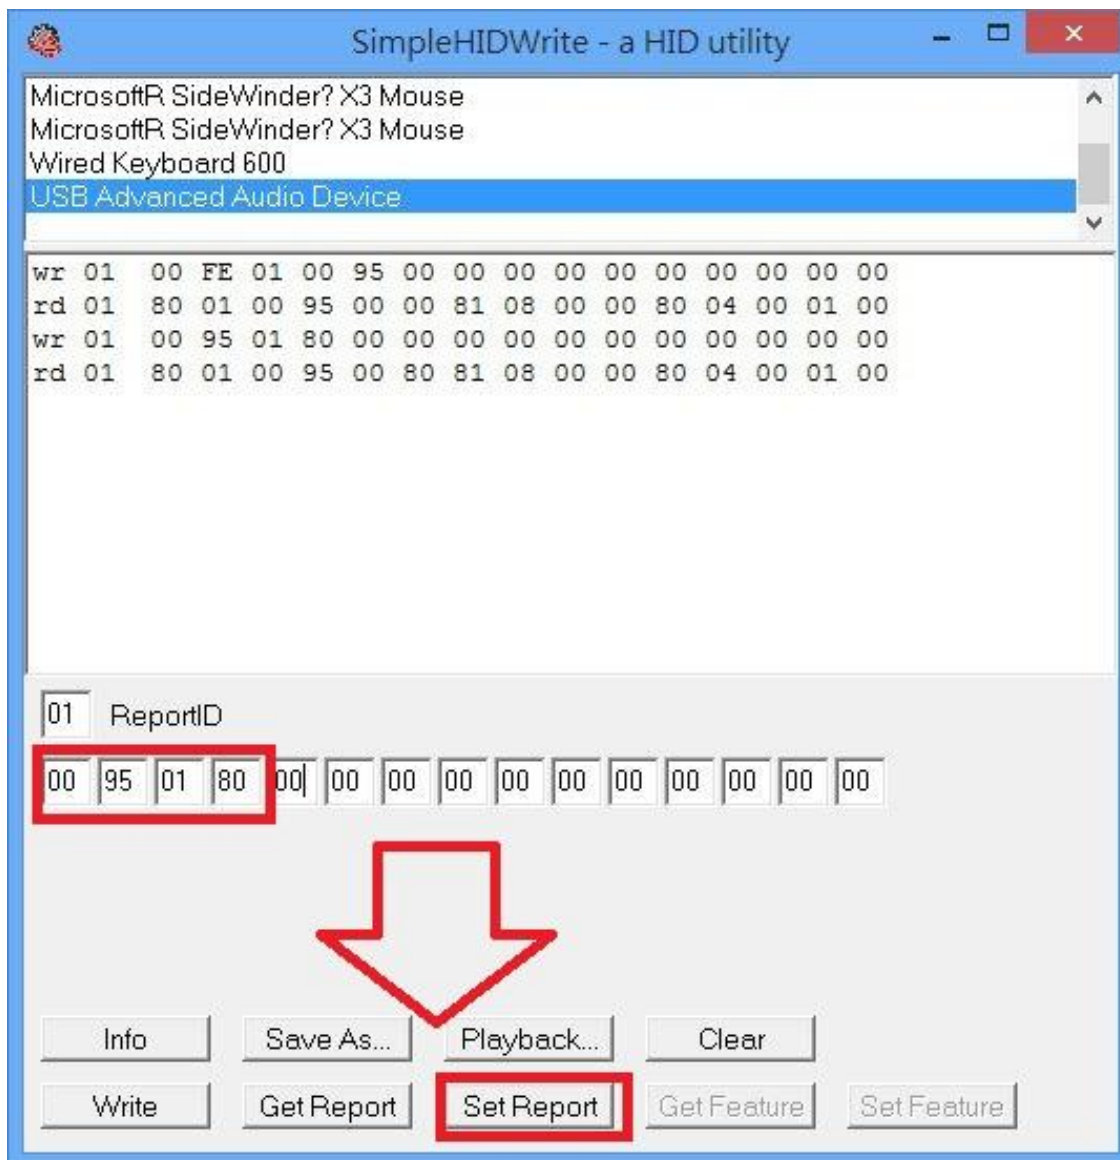 SimpleHIDWrite - a HID utility
MicrosoftR SideWinder? X3 Mouse
MicrosoftR SideWinder? X3 Mouse
Wired Keyboard 600
USB Advanced Audio Device
wr 01 00 FE 01 00 95 00 00 00 00 00 00 00 00 00 00
rd 01 80 01 00 95 00 00 81 08 00 00 80 04 00 01 00
wr 01 00 95 01 80 00 00 00 00 00 00 00 00 00 00 00
rd 01 80 01 00 95 00 80 81 08 00 00 80 04 00 01 00
01 ReportID
00 95 01 80 00 00 00 00 00 00 00 00 00 00 00
Info Save As... Playback... Clear
Write Get Report Set Report Get Feature Set Feature